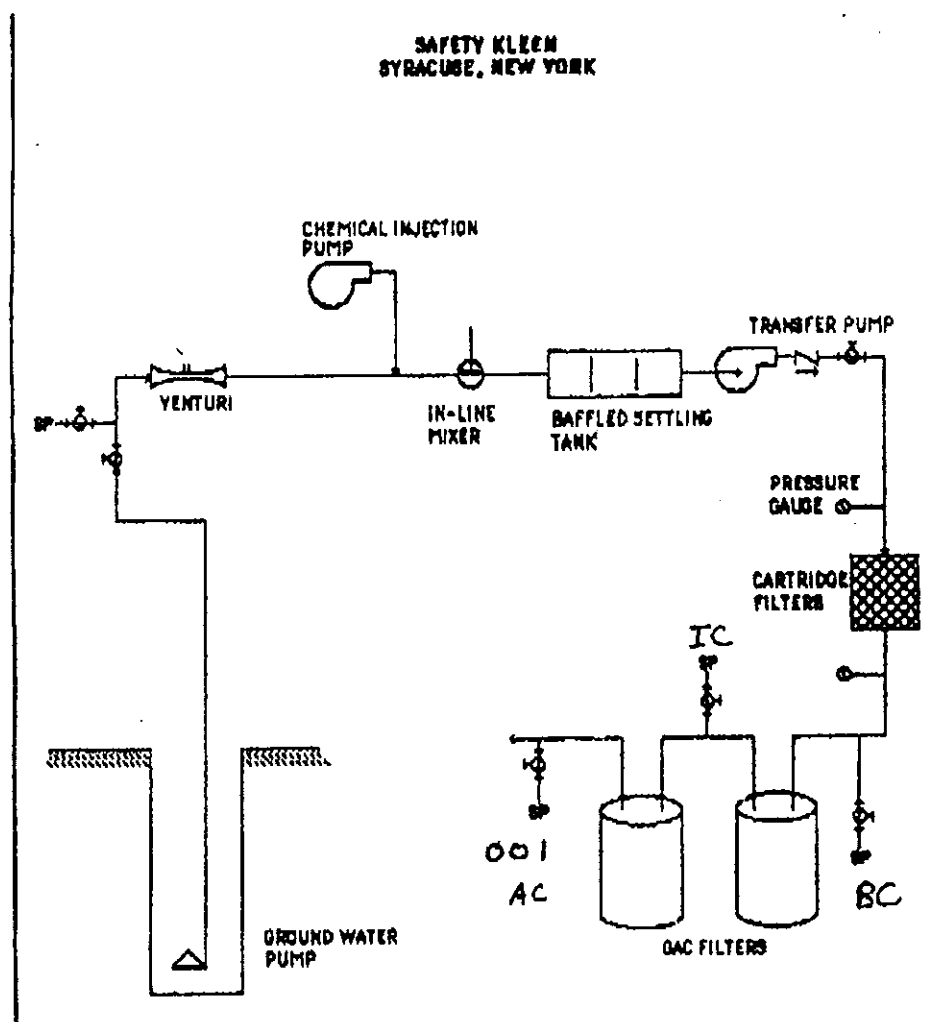 SAFETY KLEEN
SYRACUSE, NEW YORK
CHEMICAL INJECTION
PUMP
TRANSFER PUMP
VENTURI
IN-LINE
MIXER
BAFFLED SETTLING
TANK
SP
PRESSURE
GAUGE
CARTRIDGE
FILTERS
IC
SP
SP
001
AC
SP
BC
GAC FILTERS
GROUND WATER
PUMP